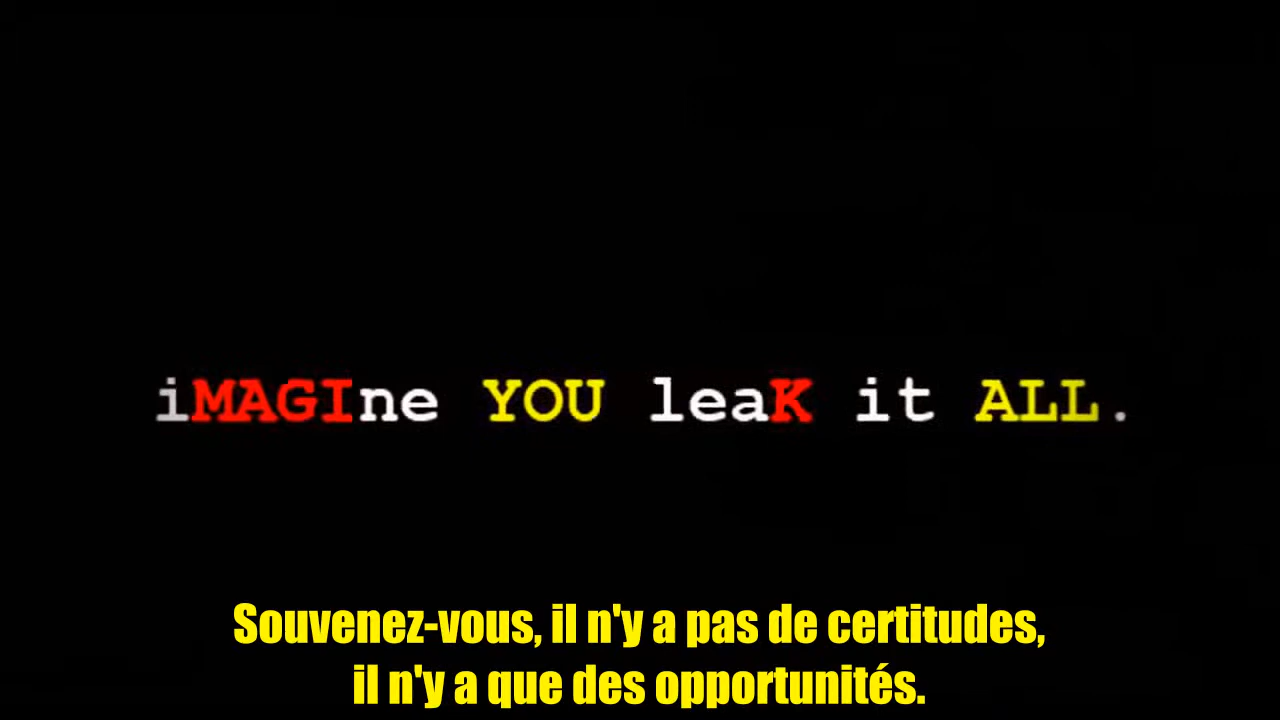 iMAGIne YOU leaK it ALL.
Souvenez-vous, il n'y a pas de certitudes,
il n'y a que des opportunités.